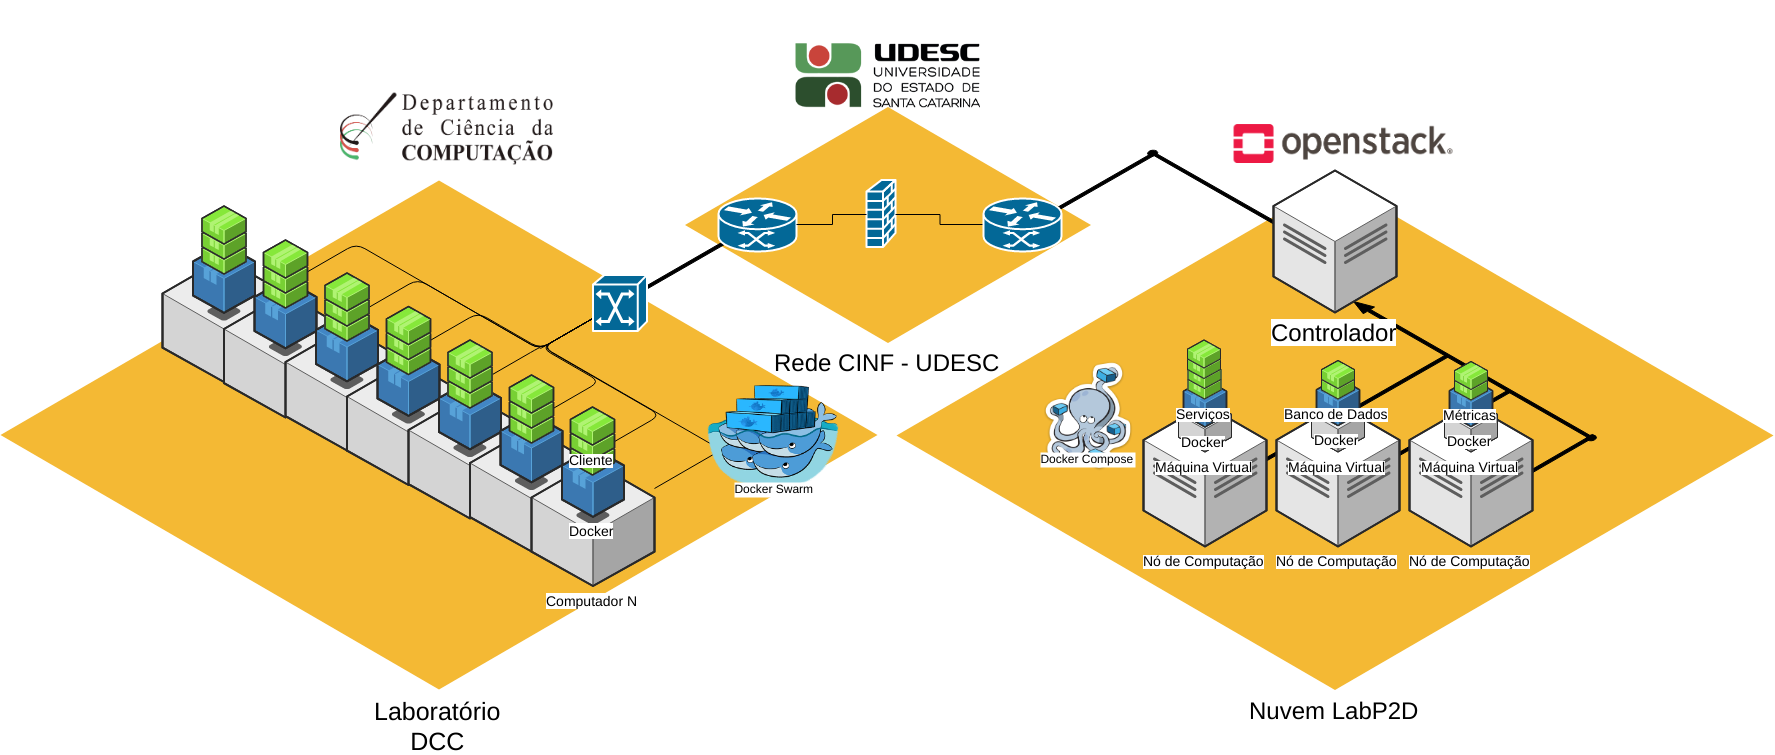 UDESC
UNIVERSIDADE
DO ESTADO DE
SANTA CATARINA
Departamento
de Ciência da
COMPUTAÇÃO
openstack.
Controlador
Rede CINF - UDESC
Serviços
Docker
Máquina Virtual
Banco de Dados
Docker
Máquina Virtual
Métricas
Docker
Máquina Virtual
Docker Compose
Cliente
Docker
Docker Swarm
Nó de Computação
Nó de Computação
Nó de Computação
Computador N
Laboratório
DCC
Nuvem LabP2D